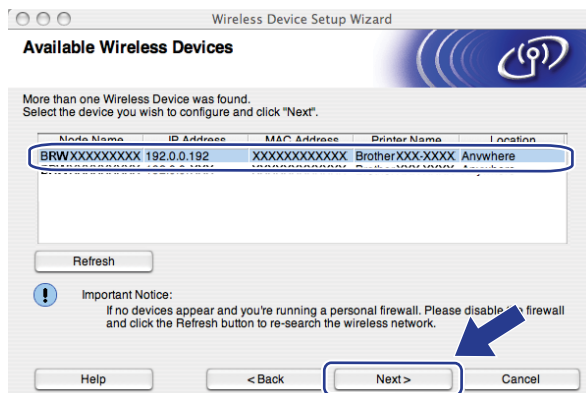 Wireless Device Setup Wizard
Available Wireless Devices
More than one Wireless Device was found.
Select the device you wish to configure and click "Next".
Node Name IP Address MAC Address Printer Name Location
BRWXXXXXXXXX 192.0.0.192 XXXXXXXXXXXX BrotherXXX-XXXX Anywhere
Refresh
Important Notice:
If no devices appear and you're running a personal firewall. Please disable firewall
and click the Refresh button to re-search the wireless network.
Help < Back Next > Cancel